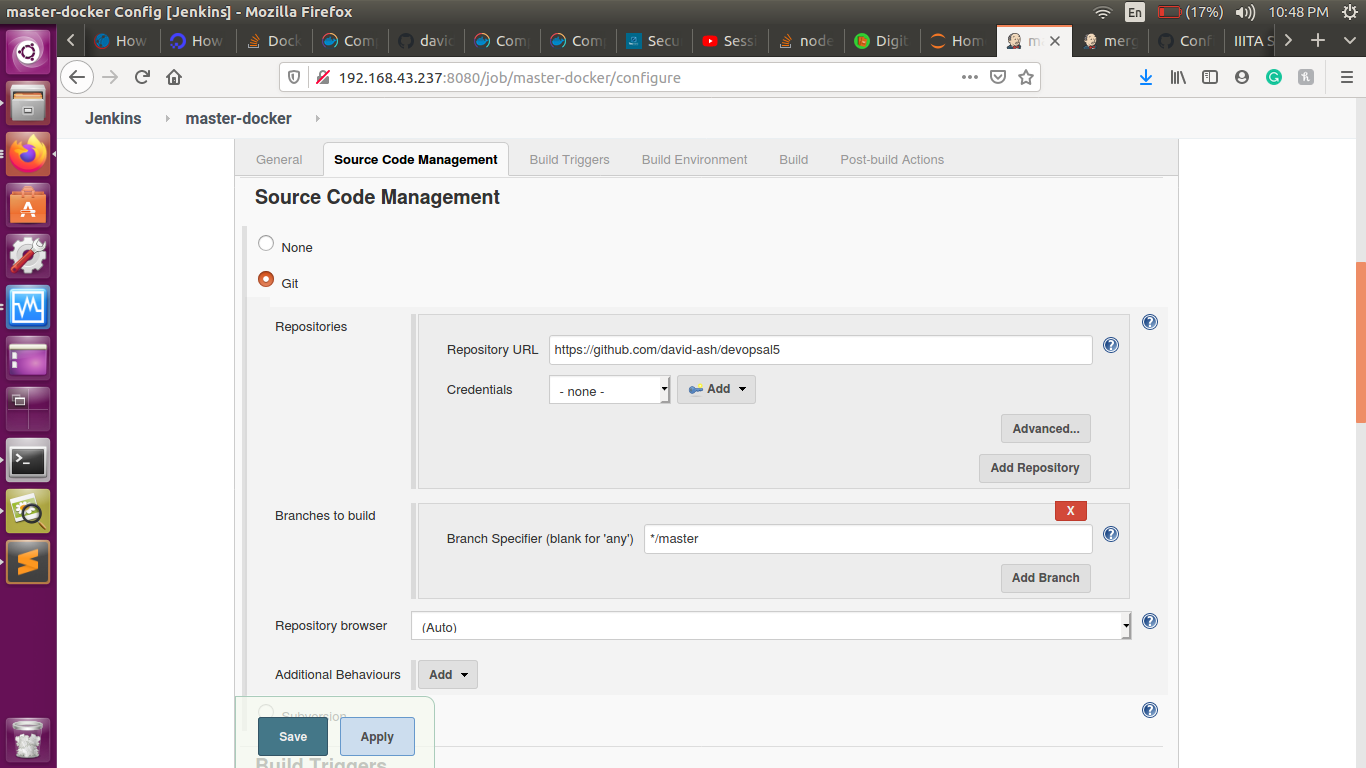 master-docker Config [Jenkins] - Mozilla Firefox En (17%) 10:48 PM
How How Dock Comp david Comp Comp Secu Sessi node Digit Hom m merg Conf IIITA S
192.168.43.237:8080/job/master-docker/configure
Jenkins master-docker
General Source Code Management Build Triggers Build Environment Build Post-build Actions
Source Code Management
None
Git
Repositories
Repository URL https://github.com/david-ash/devopsal5
Credentials - none - Add
Advanced...
Add Repository
Branches to build X
Branch Specifier (blank for 'any') */master
Add Branch
Repository browser (Auto)
Additional Behaviours Add
Subversion
Save Apply
Build Triggers